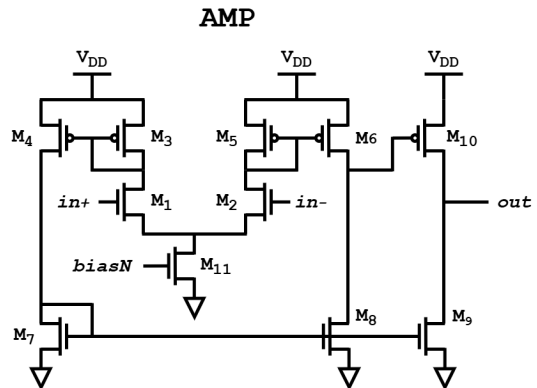 AMP
VDD VDD VDD
M4 M3 M5 M6 M10
in+ M1 M2 in- out
biasN M11
M7 M8 M9